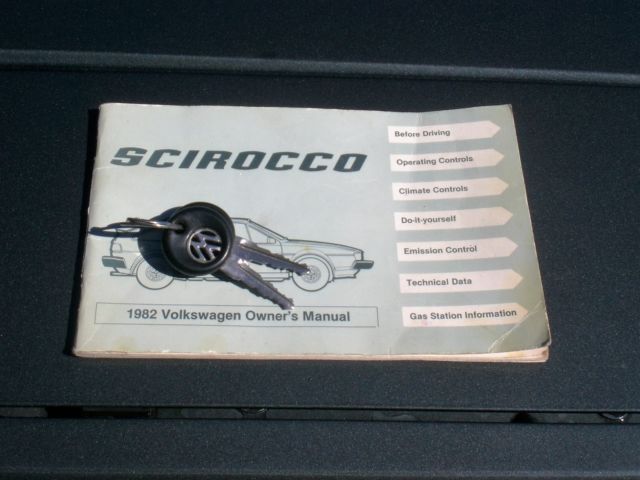 SCIROCCO
1982 Volkswagen Owner's Manual
Before Driving
Operating Controls
Climate Controls
Do-it-yourself
Emission Control
Technical Data
Gas Station Information